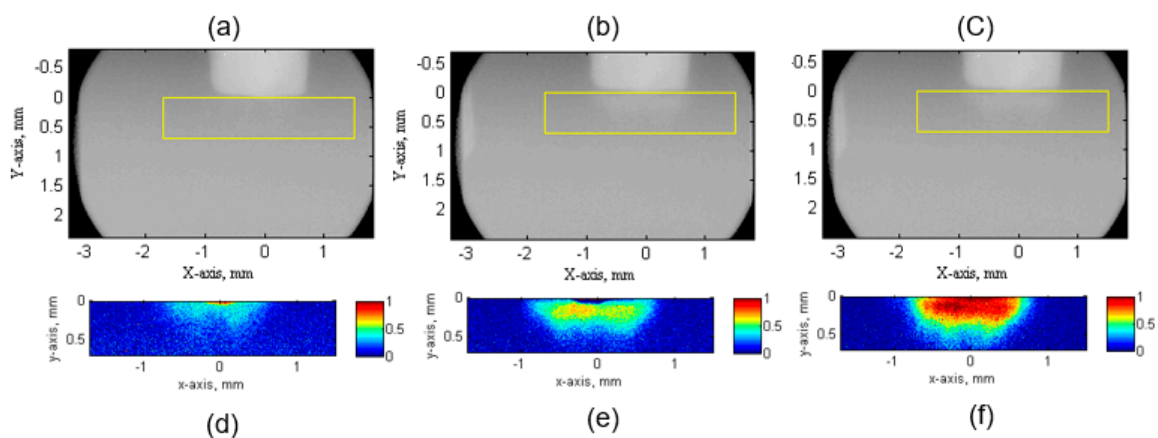 (a) (b) (C)
-0.5 0 0.5 1 1.5 2
Y-axis, mm
-3 -2 -1 0 1
X-axis, mm
-0.5 0 0.5 1 1.5 2
Y-axis, mm
-3 -2 -1 0 1
X-axis, mm
-0.5 0 0.5 1 1.5 2
-3 -2 -1 0 1
X-axis, mm
0 0.5
y-axis, mm
-1 0 1
x-axis, mm
1 0.5 0
0 0.5
y-axis, mm
-1 0 1
x-axis, mm
1 0.5 0
0 0.5
y-axis, mm
-1 0 1
x-axis, mm
1 0.5 0
(d) (e) (f)